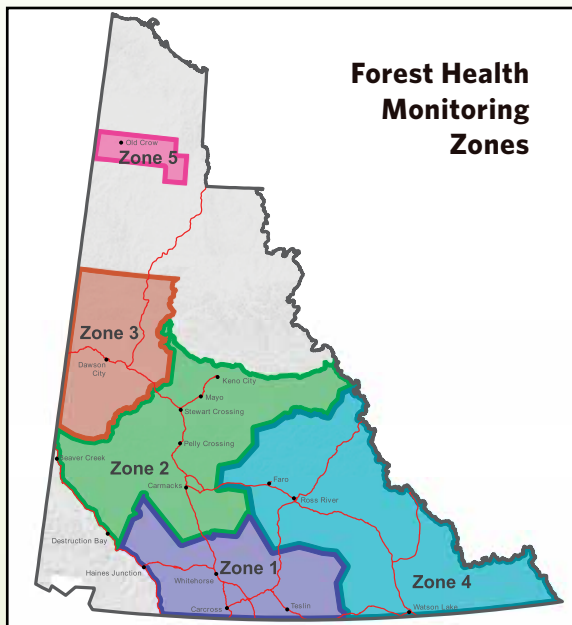 Forest Health
Monitoring
Zones
Old Crow
Zone 5
Zone 3
Dawson
City
Keno City
Mayo
Stewart Crossing
Pelly Crossing
Beaver Creek
Zone 2
Carmacks
Faro
Ross River
Destruction Bay
Haines Junction
Zone 1
Whitehorse
Zone 4
Carcross
Teslin
Watson Lake